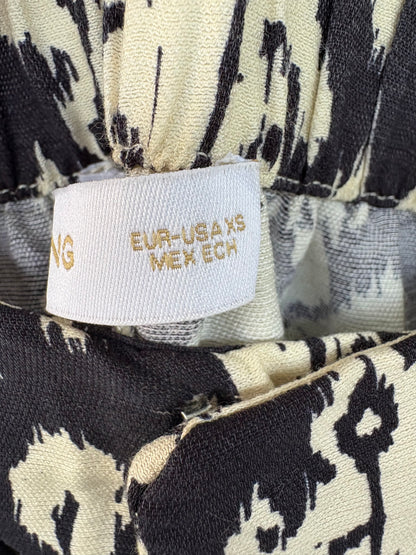 NG
EUR-USA XS
MEX ECH